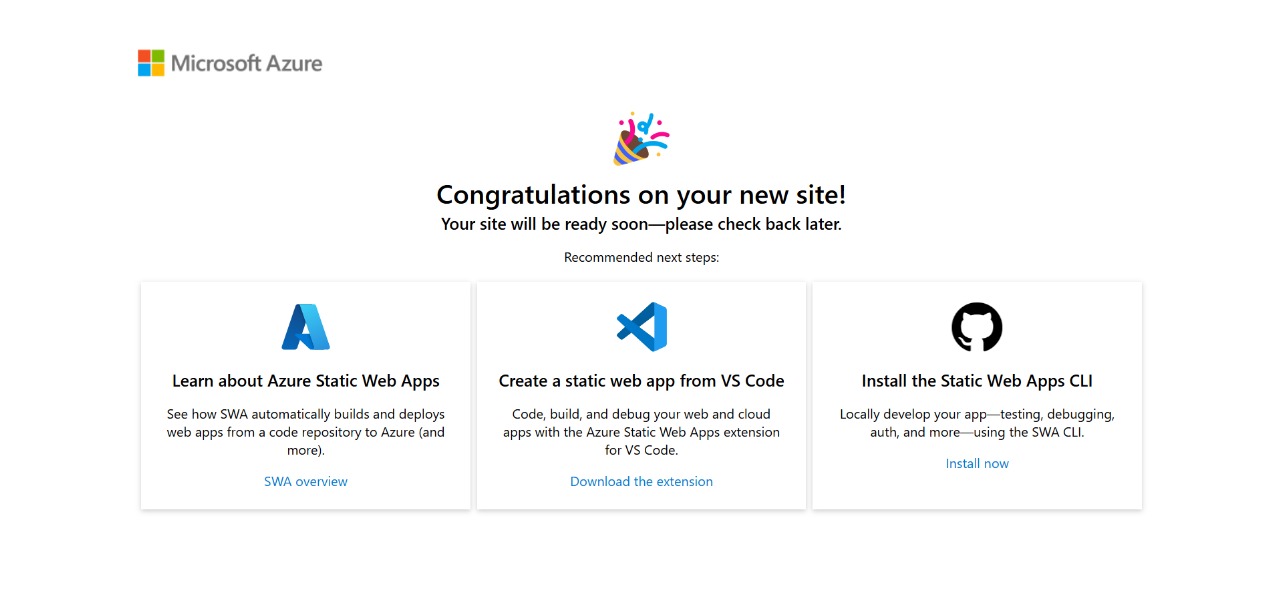 Microsoft Azure
Congratulations on your new site!
Your site will be ready soon—please check back later.
Recommended next steps:
Learn about Azure Static Web Apps
See how SWA automatically builds and deploys
web apps from a code repository to Azure (and
more).
SWA overview
Create a static web app from VS Code
Code, build, and debug your web and cloud
apps with the Azure Static Web Apps extension
for VS Code.
Download the extension
Install the Static Web Apps CLI
Locally develop your app—testing, debugging,
auth, and more—using the SWA CLI.
Install now